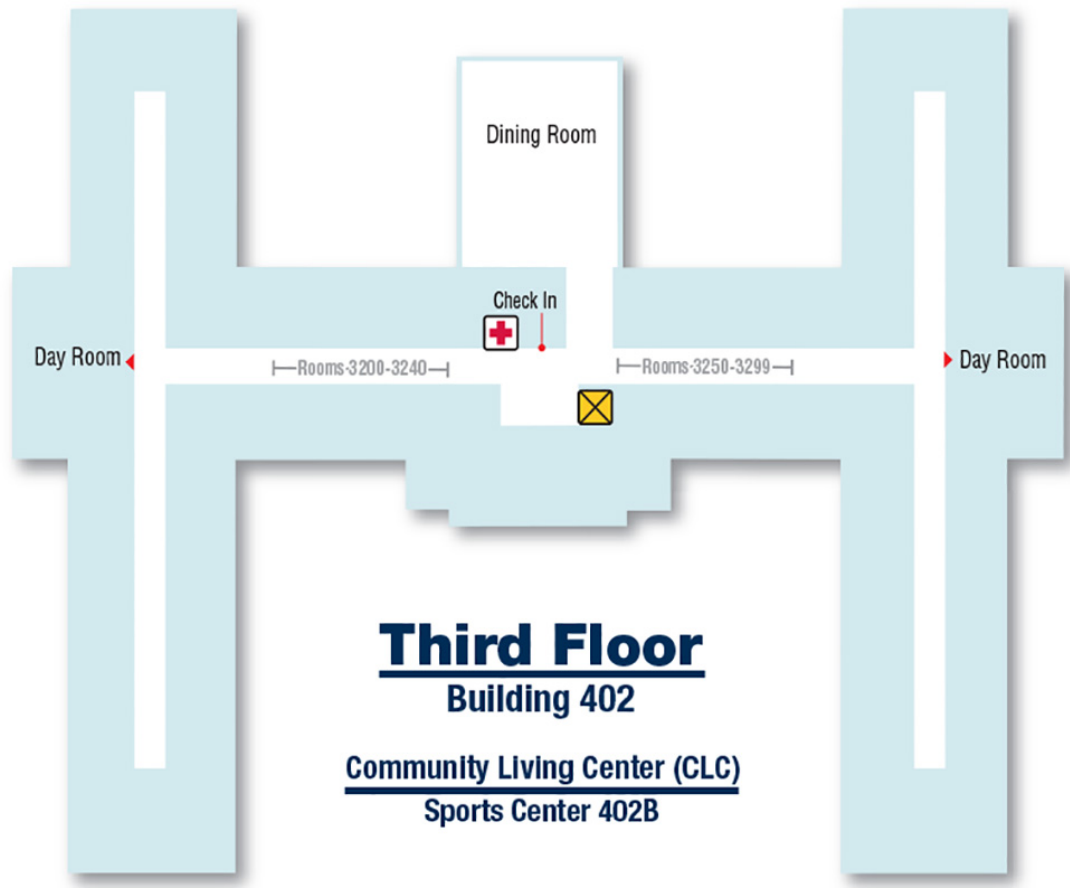 Dining Room
Check In
Day Room
Rooms-3200-3240
Rooms-3250-3299
Day Room
Third Floor
Building 402
Community Living Center (CLC)
Sports Center 402B